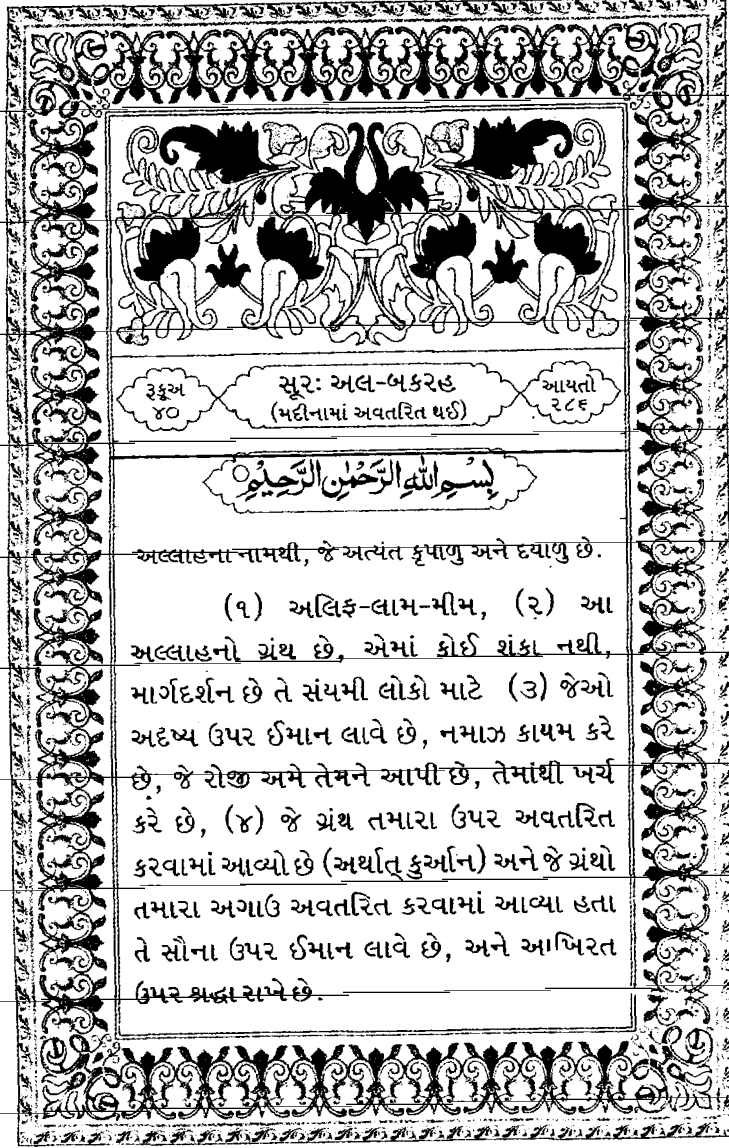 રુકૂઅ
૪૦
સૂરઃ અલ-બકરહ
(મદીનામાં અવતરિત થઈ)
આયતો
૨૮૬
بِسْمِ اللهِ الرَّحْمٰنِ الرَّحِيْمِ○
અલ્લાહના નામથી, જે અત્યંત કૃપાળુ અને દયાળુ છે.
(૧) અલિફ-લામ-મીમ, (૨) આ
અલ્લાહનો ગ્રંથ છે, એમાં કોઈ શંકા નથી,
માર્ગદર્શન છે તે સંયમી લોકો માટે (૩) જેઓ
અદૃષ્ય ઉપર ઈમાન લાવે છે, નમાઝ કાયમ કરે
છે, જે રોજી અમે તેમને આપી છે, તેમાંથી ખર્ચ
કરે છે, (૪) જે ગ્રંથ તમારા ઉપર અવતરિત
કરવામાં આવ્યો છે (અર્થાત્ કુર્આન) અને જે ગ્રંથો
તમારા અગાઉ અવતરિત કરવામાં આવ્યા હતા
તે સૌના ઉપર ઈમાન લાવે છે, અને આખિરત
ઉપર શ્રદ્ધા રાખે છે.